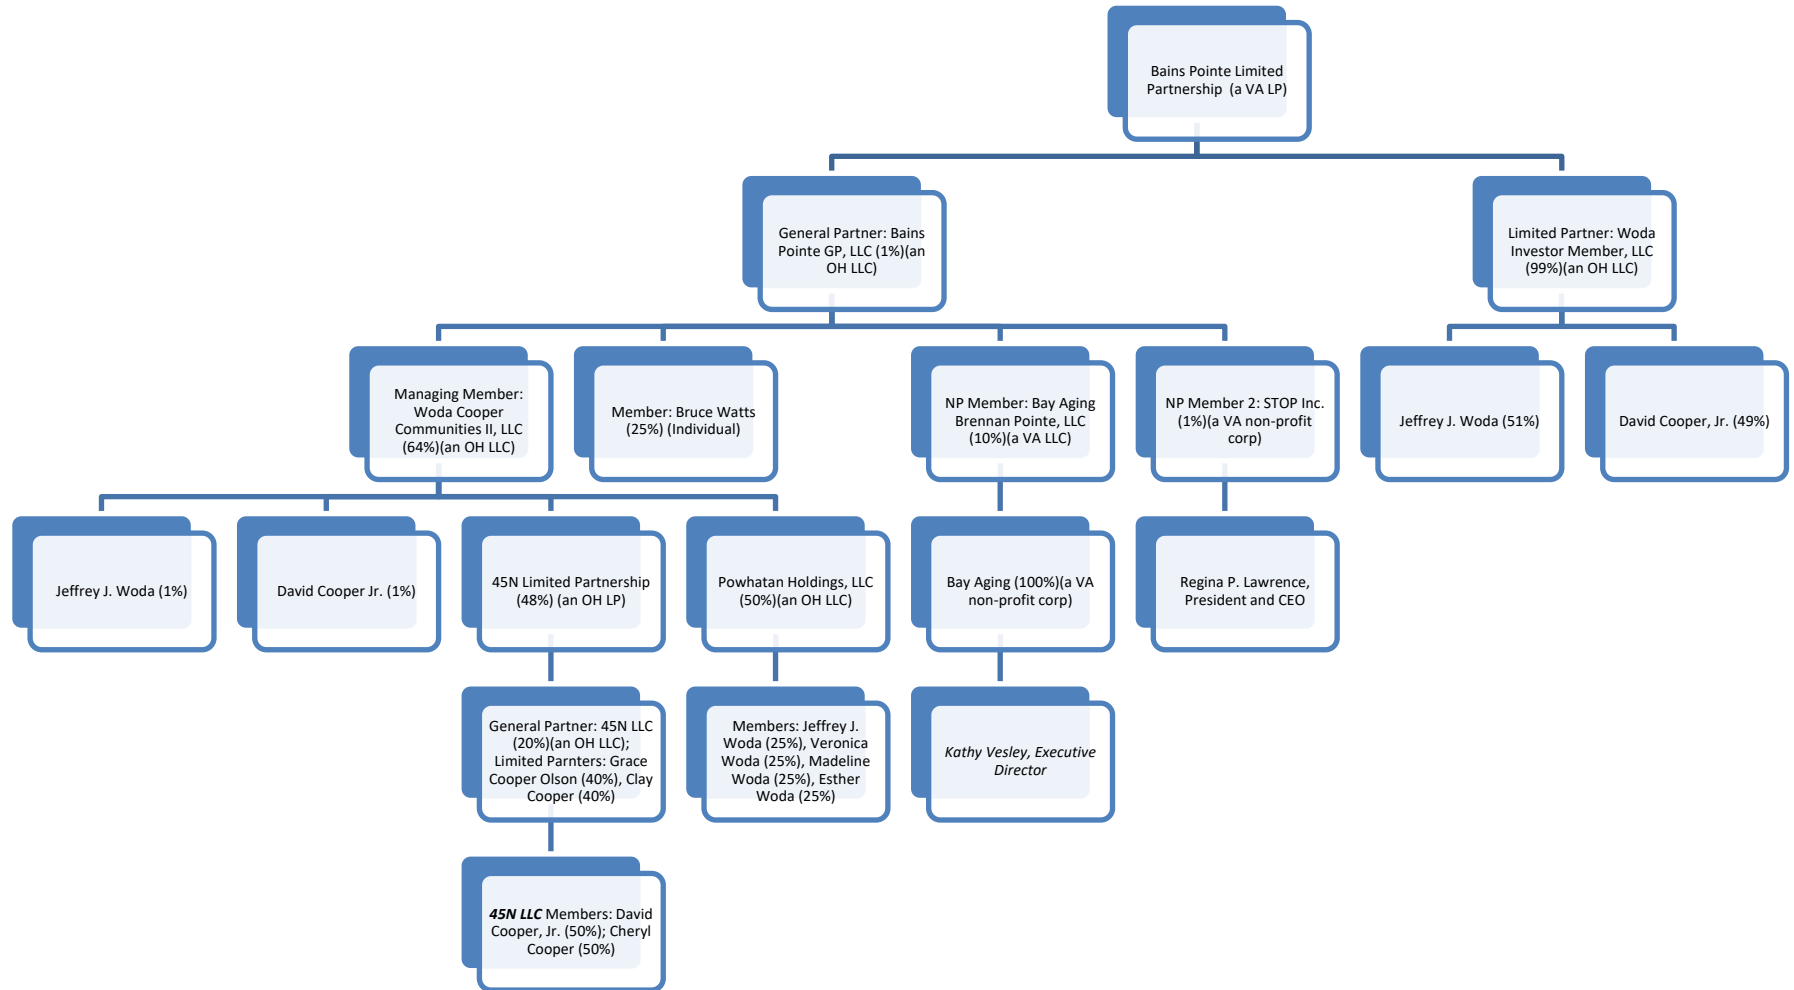 Bains Pointe Limited
Partnership  (a VA LP)
General Partner: Bains
Pointe GP, LLC (1%)(an
OH LLC)
Limited Partner: Woda
Investor Member, LLC
(99%)(an OH LLC)
Managing Member:
Woda Cooper
Communities II, LLC
(64%)(an OH LLC)
Member: Bruce Watts
(25%) (Individual)
NP Member: Bay Aging
Brennan Pointe, LLC
(10%)(a VA LLC)
NP Member 2: STOP Inc.
(1%)(a VA non-profit
corp)
Jeffrey J. Woda (51%)
David Cooper, Jr. (49%)
Jeffrey J. Woda (1%)
David Cooper Jr. (1%)
45N Limited Partnership
(48%) (an OH LP)
Powhatan Holdings, LLC
(50%)(an OH LLC)
Bay Aging (100%)(a VA
non-profit corp)
Regina P. Lawrence,
President and CEO
General Partner: 45N LLC
(20%)(an OH LLC);
Limited Parnters: Grace
Cooper Olson (40%), Clay
Cooper (40%)
Members: Jeffrey J.
Woda (25%), Veronica
Woda (25%), Madeline
Woda (25%), Esther
Woda (25%)
Kathy Vesley, Executive
Director
45N LLC Members: David
Cooper, Jr. (50%); Cheryl
Cooper (50%)